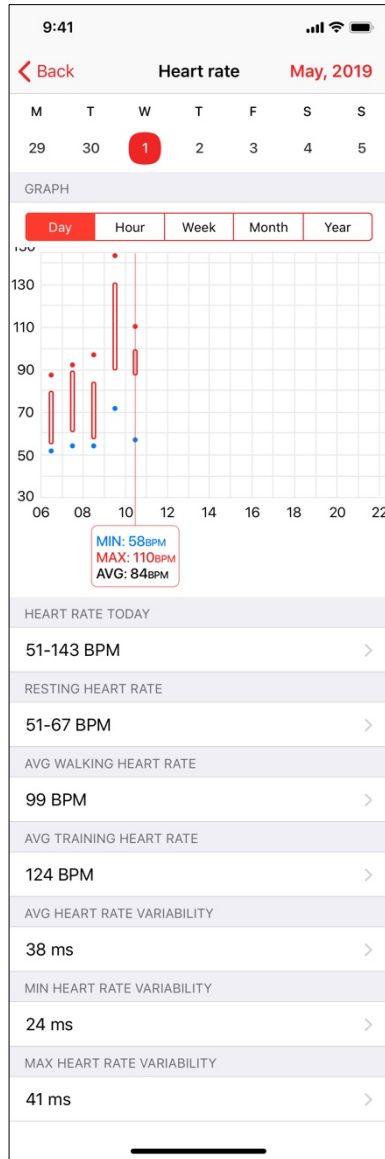 9:41
Back Heart rate May, 2019
M T W T F S S
29 30 1 2 3 4 5
GRAPH
Day Hour Week Month Year
150
130
110
90
70
50
30
06 08 10 12 14 16 18 20 22
MIN: 58BPM
MAX: 110BPM
AVG: 84BPM
HEART RATE TODAY
51-143 BPM
RESTING HEART RATE
51-67 BPM
AVG WALKING HEART RATE
99 BPM
AVG TRAINING HEART RATE
124 BPM
AVG HEART RATE VARIABILITY
38 ms
MIN HEART RATE VARIABILITY
24 ms
MAX HEART RATE VARIABILITY
41 ms